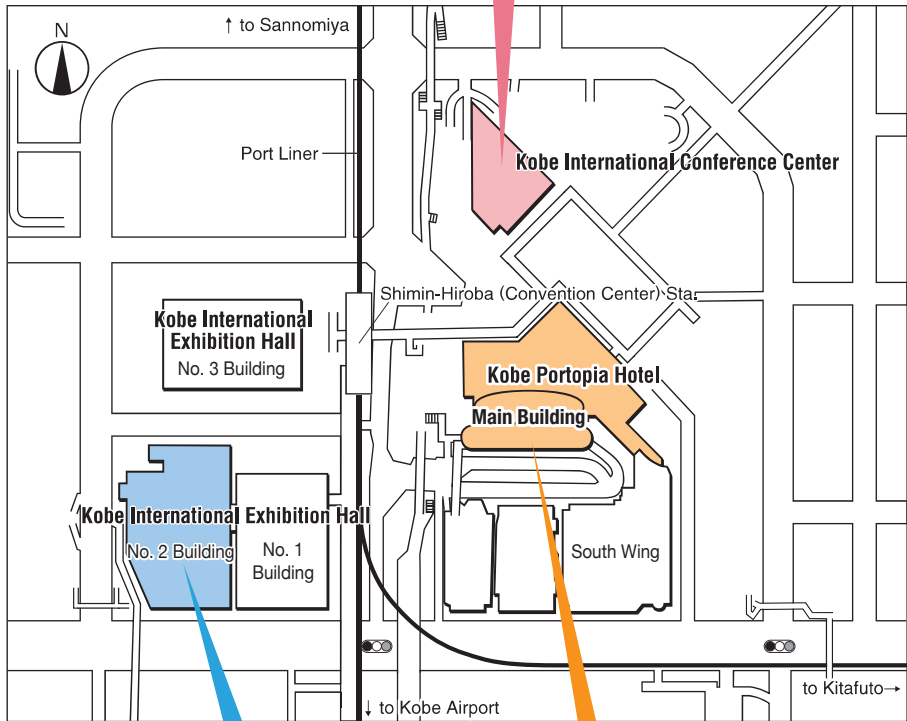 N
↑ to Sannomiya
Port Liner
Kobe International Conference Center
Shimin-Hiroba (Convention Center) Sta.
Kobe International
Exhibition Hall
No. 3 Building
Kobe Portopia Hotel
Main Building
Kobe International Exhibition Hall
No. 2 Building
No. 1
Building
South Wing
to Kitafuto→
↓ to Kobe Airport